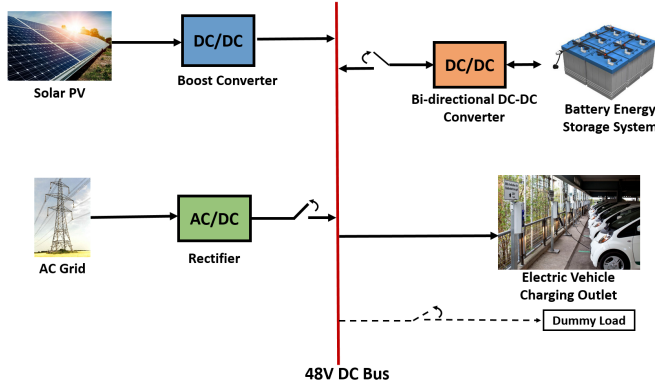 DC/DC
Boost Converter
Solar PV
DC/DC
Bi-directional DC-DC
Converter
Battery Energy
Storage System
AC/DC
Rectifier
AC Grid
Electric Vehicle
Charging Outlet
Dummy Load
48V DC Bus